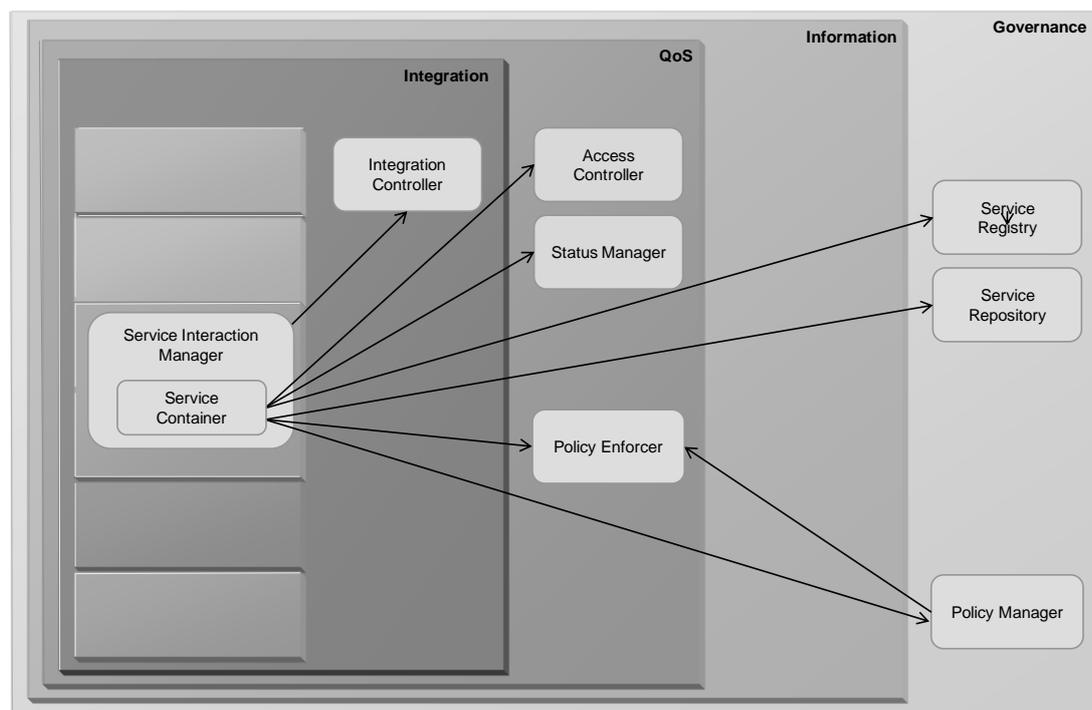 Governance
Information
QoS
Integration
Integration
Controller
Access
Controller
Status Manager
Service
Registry
Service
Repository
Service Interaction
Manager
Service
Container
Policy Enforcer
Policy Manager